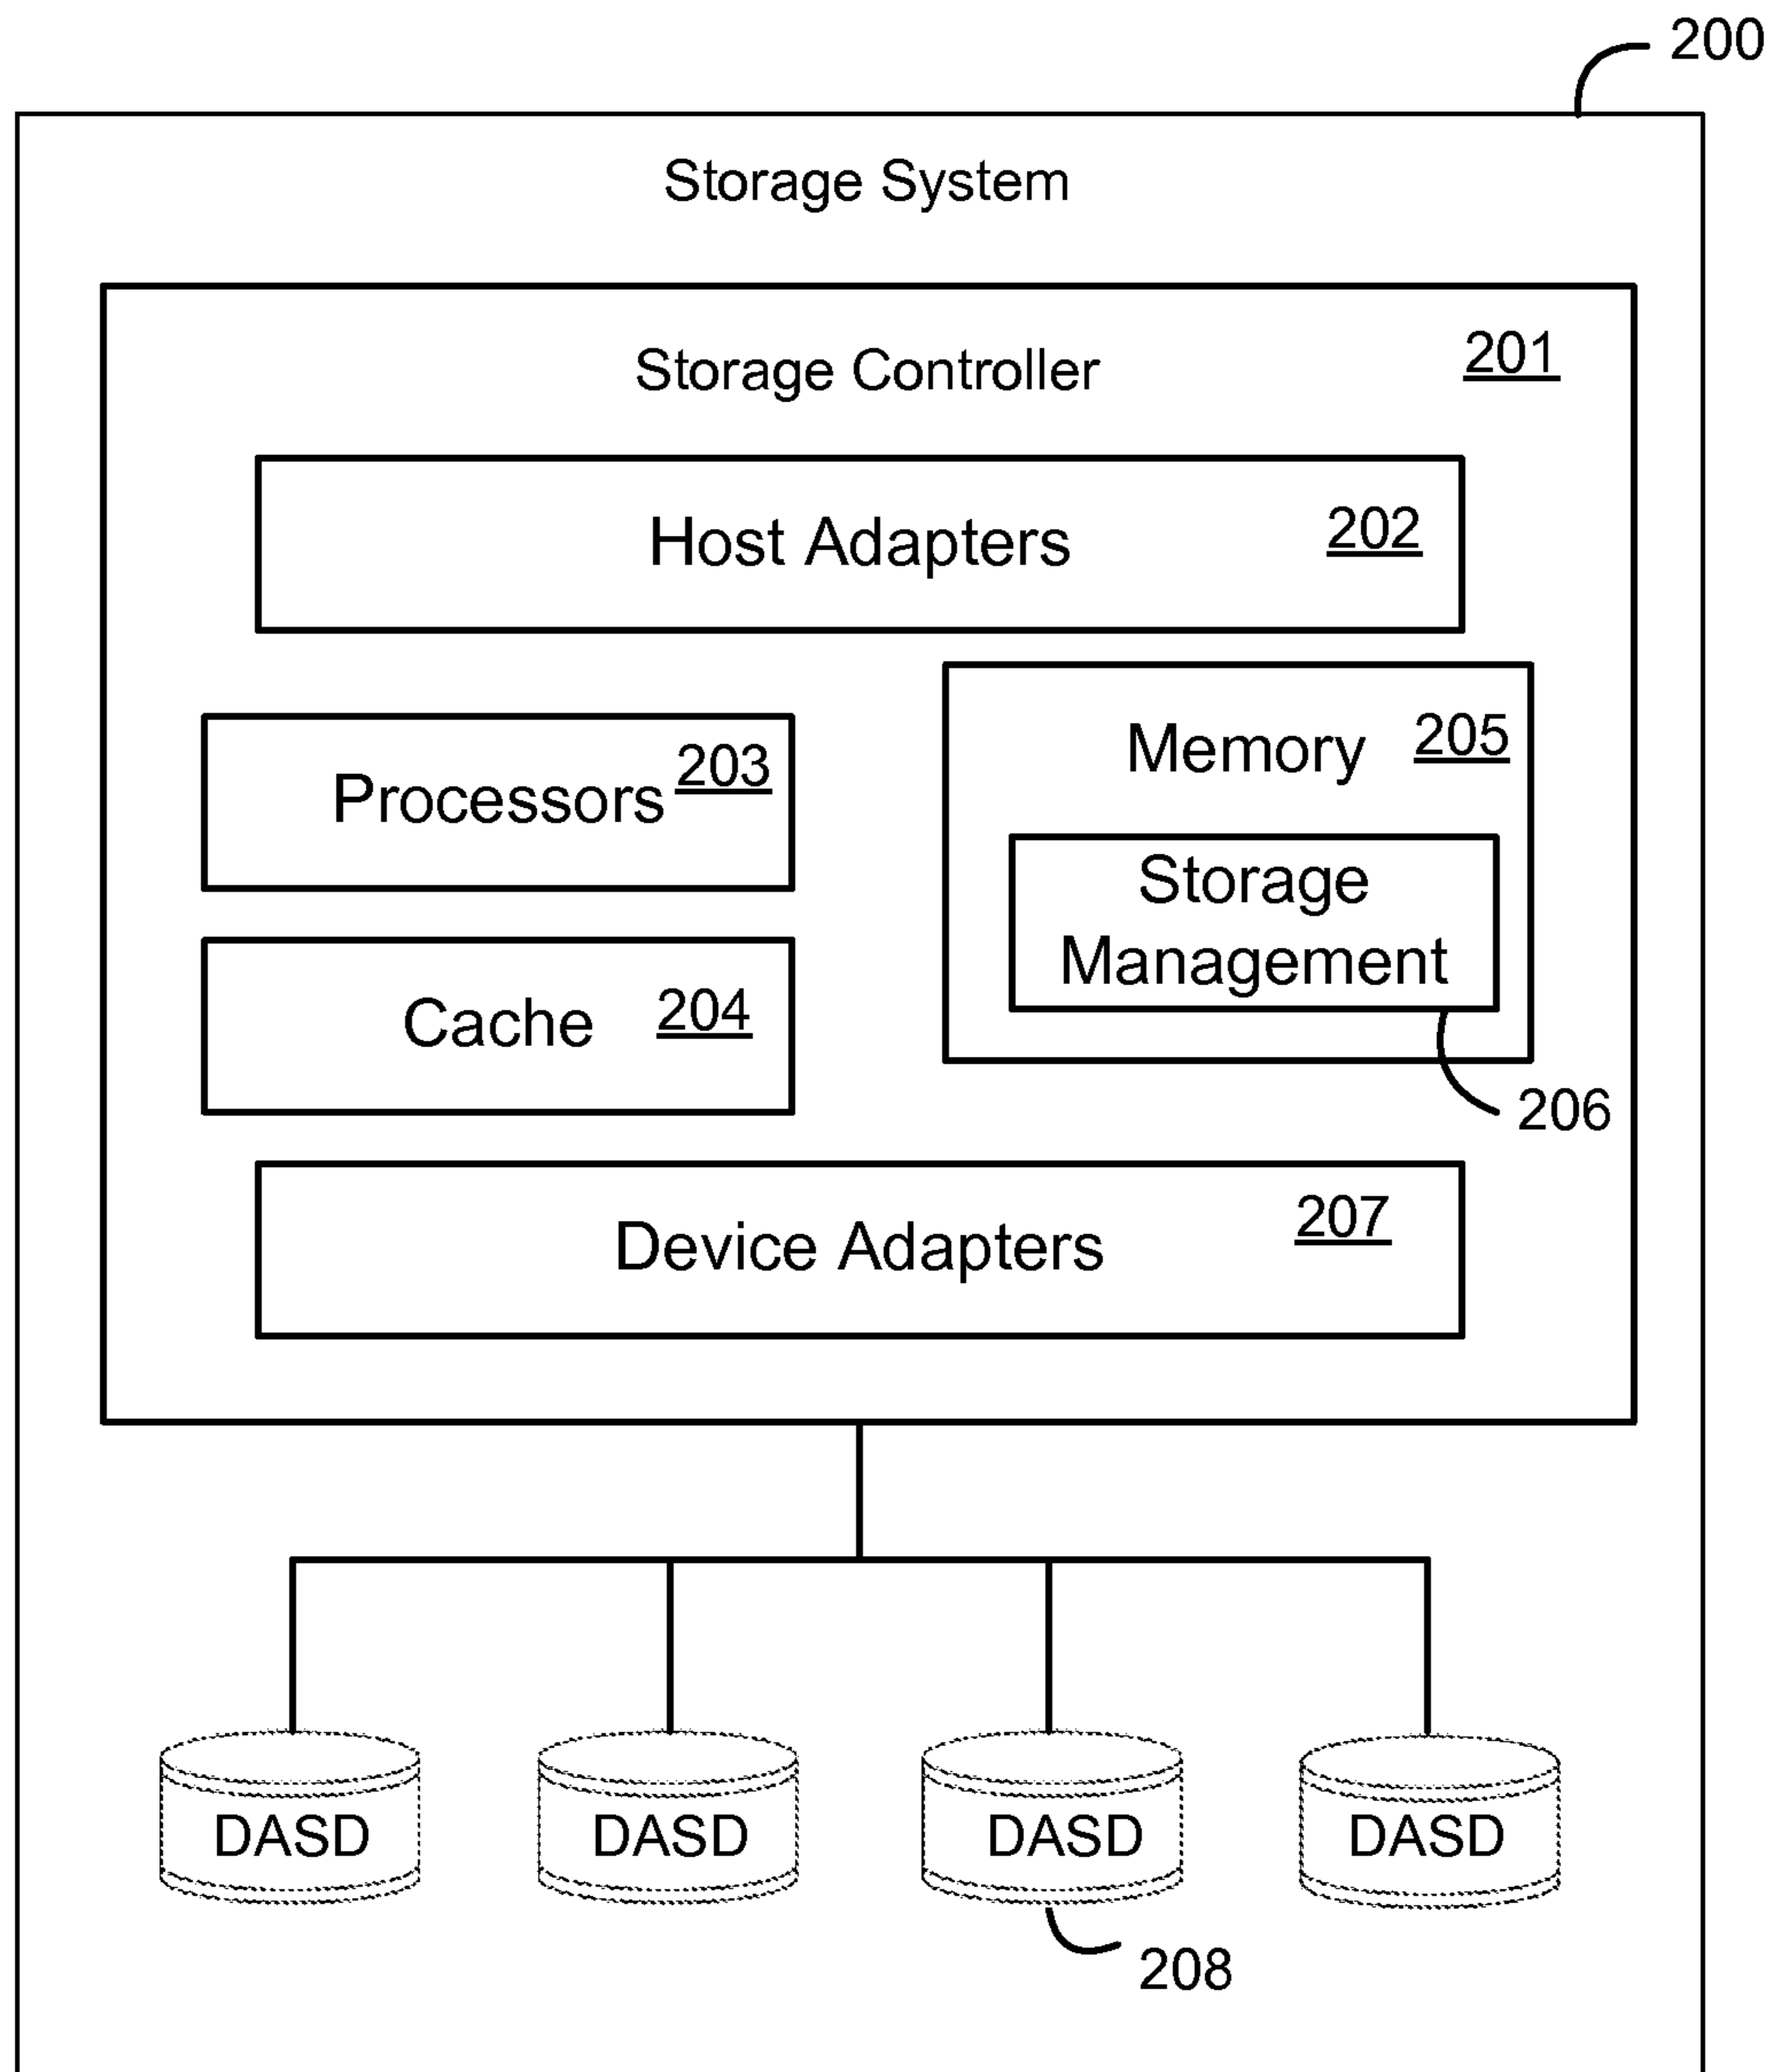 200
Storage System
Storage Controller 201
Host Adapters 202
Processors 203
Memory 205
Storage
Management
Cache 204
206
Device Adapters 207
DASD DASD DASD DASD
208